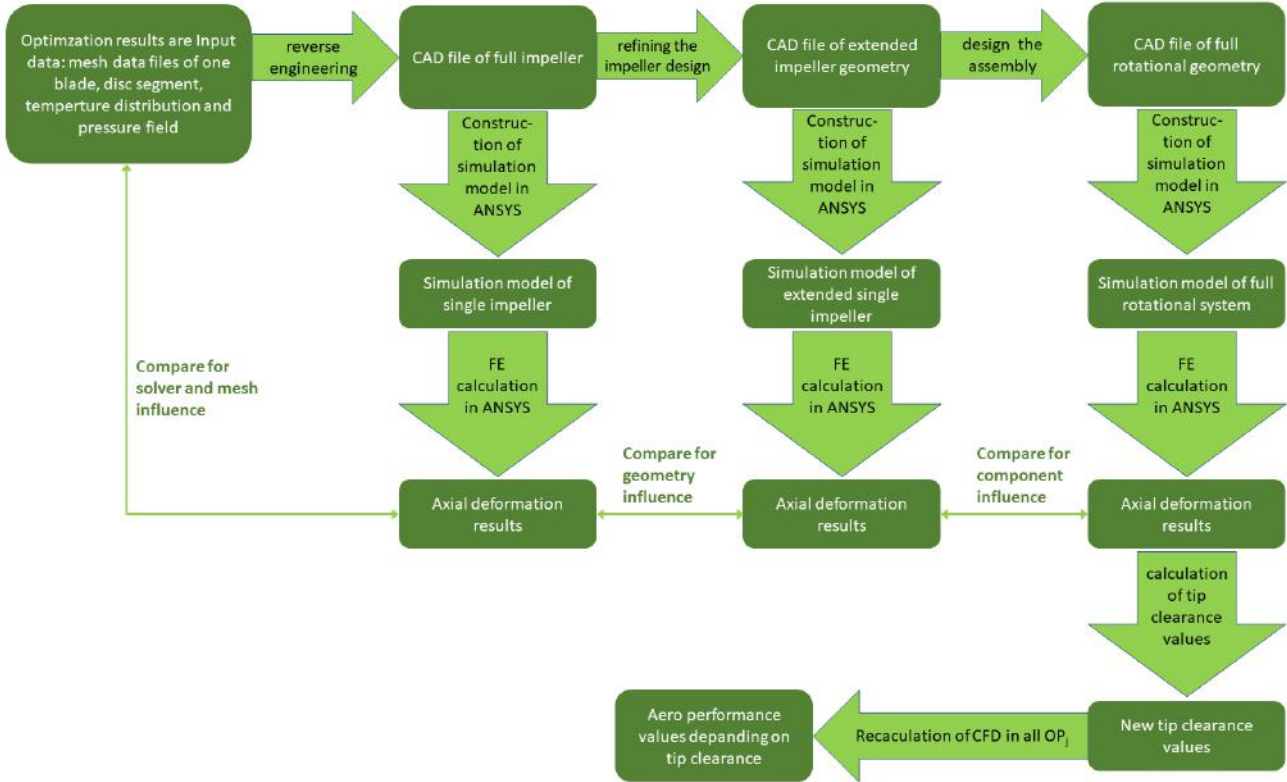 Optimzation results are Input
data: mesh data files of one
blade, disc segment,
temperture distribution and
pressure field
reverse
engineering
CAD file of full impeller
refining the
impeller design
CAD file of extended
impeller geometry
design the
assembly
CAD file of full
rotational geometry
Construc-
tion of
simulation
model in
ANSYS
Construc-
tion of
simulation
model in
ANSYS
Construc-
tion of
simulation
model in
ANSYS
Simulation model of
single impeller
Simulation model of
extended single
impeller
Simulation model of full
rotational system
Compare for
solver and mesh
influence
FE
calculation
in ANSYS
FE
calculation
in ANSYS
FE
calculation
in ANSYS
Compare for
geometry
influence
Compare for
component
influence
Axial deformation
results
Axial deformation
results
Axial deformation
results
calculation
of tip
clearance
values
Aero performance
values depanding on
tip clearance
Recaculation of CFD in all OPj
New tip clearance
values